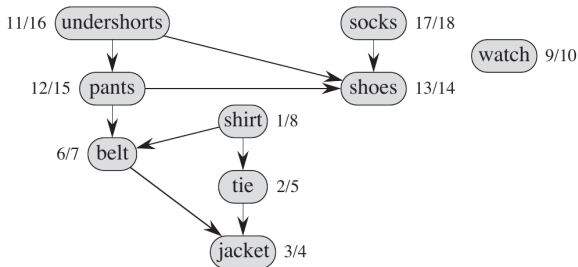 11/16 undershorts socks 17/18
watch 9/10
12/15 pants shoes 13/14
shirt 1/8
6/7 belt
tie 2/5
jacket 3/4